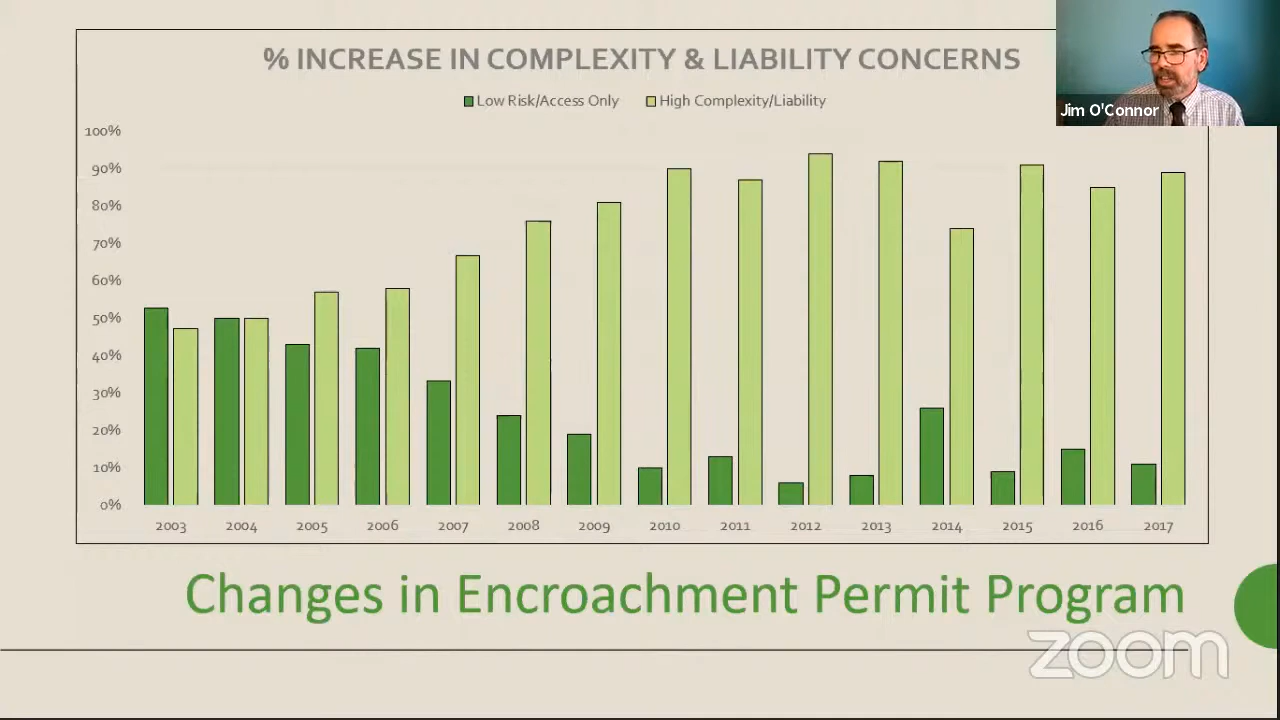 % INCREASE IN COMPLEXITY & LIABILITY CONCERNS
Low Risk/Access Only High Complexity/Liability
Jim O'Connor
100%
90%
80%
70%
60%
50%
40%
30%
20%
10%
0%
2003 2004 2005 2006 2007 2008 2009 2010 2011 2012 2013 2014 2015 2016 2017
Changes in Encroachment Permit Program
zoom